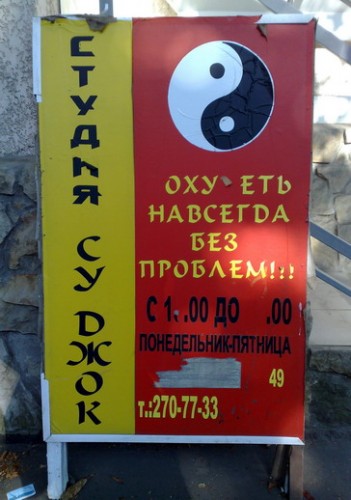 СТУДИЯ СУ ДЖОК
ОХУ ЕТЬ
НАВСЕГДА
БЕЗ
ПРОБЛЕМ!!!
С 1 .00 ДО .00
ПОНЕДЕЛЬНИК-ПЯТНИЦА
49
т.:270-77-33